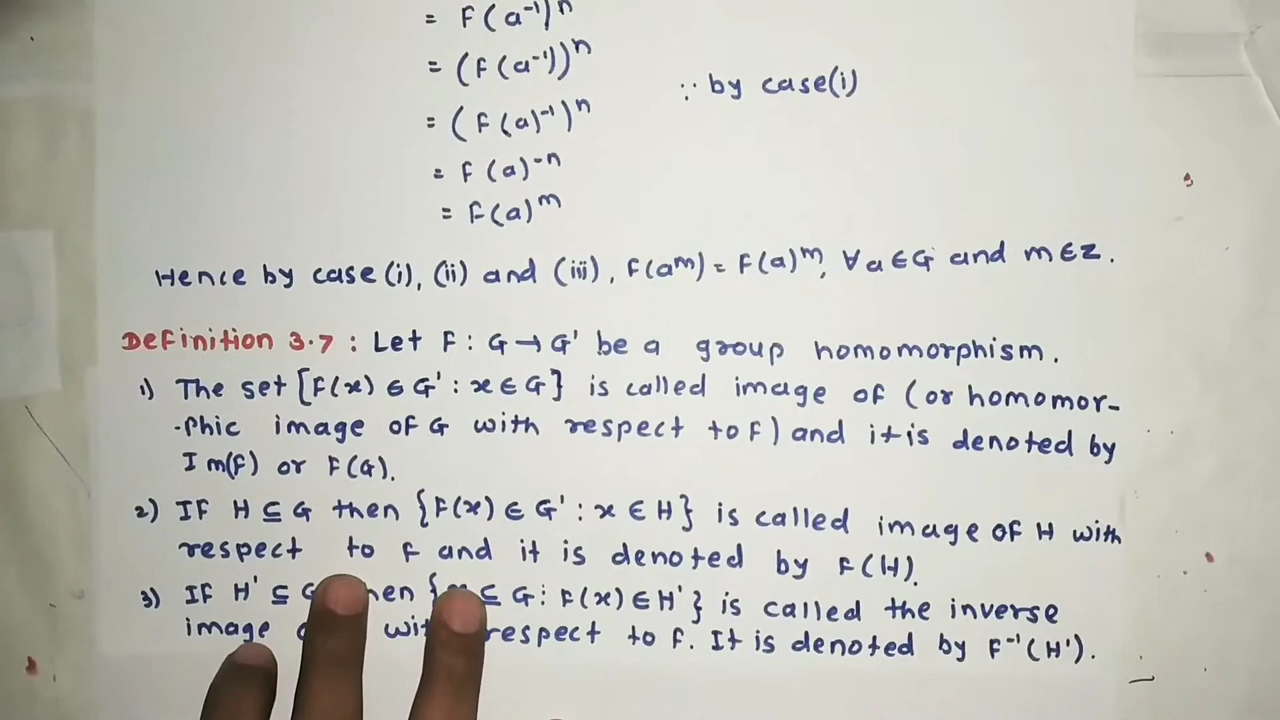 = F(a⁻¹)ⁿ
= (F(a⁻¹))ⁿ
∵ by case(i)
= (F(a)⁻¹)ⁿ
= F(a)⁻ⁿ
= F(a)ᵐ
Hence by case(i), (ii) and (iii), F(aᵐ) = F(a)ᵐ, ∀a∈G and m∈Z.
Definition 3.7 : Let F : G→G' be a group homomorphism.
1) The set [F(x) ∈ G' : x∈G} is called image of (or homomor-
-phic image of G with respect to F) and it is denoted by
Im(F) or F(G).
2) IF H ⊆ G then {F(x) ∈ G' : x ∈ H} is called image of H with
respect to F and it is denoted by F(H).
3) IF H' ⊆ { ⊆ G : F(x) ∈ H'} is called the inverse
image respect to F. It is denoted by F⁻¹(H').